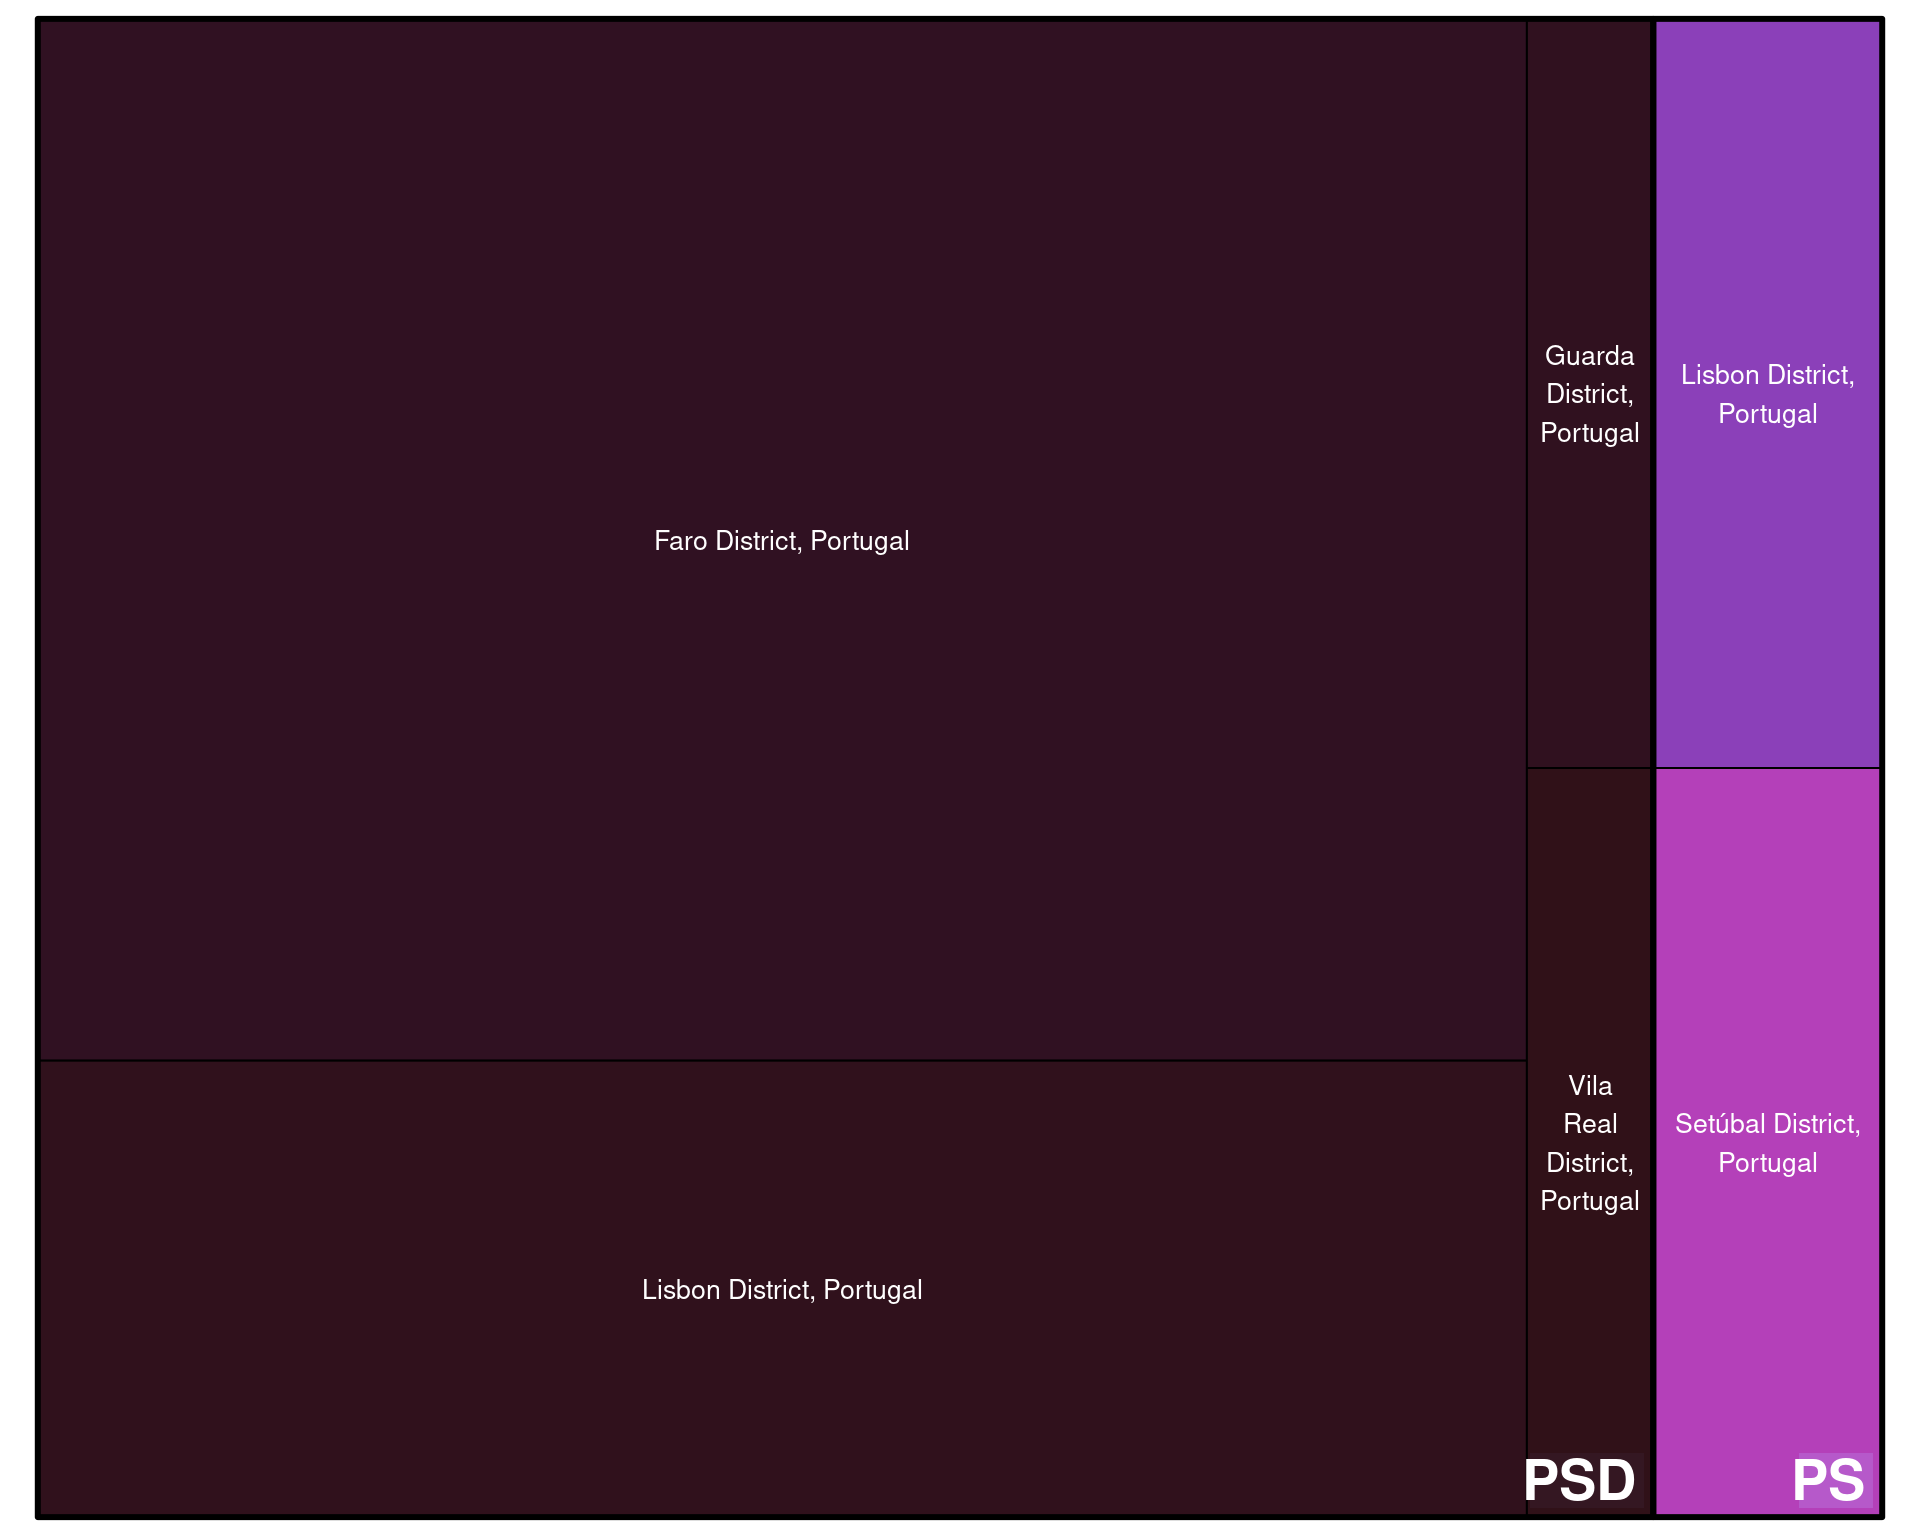 Faro District, Portugal
Lisbon District, Portugal
Guarda
District,
Portugal
Vila
Real
District,
Portugal
PSD
Lisbon District,
Portugal
Setúbal District,
Portugal
PS